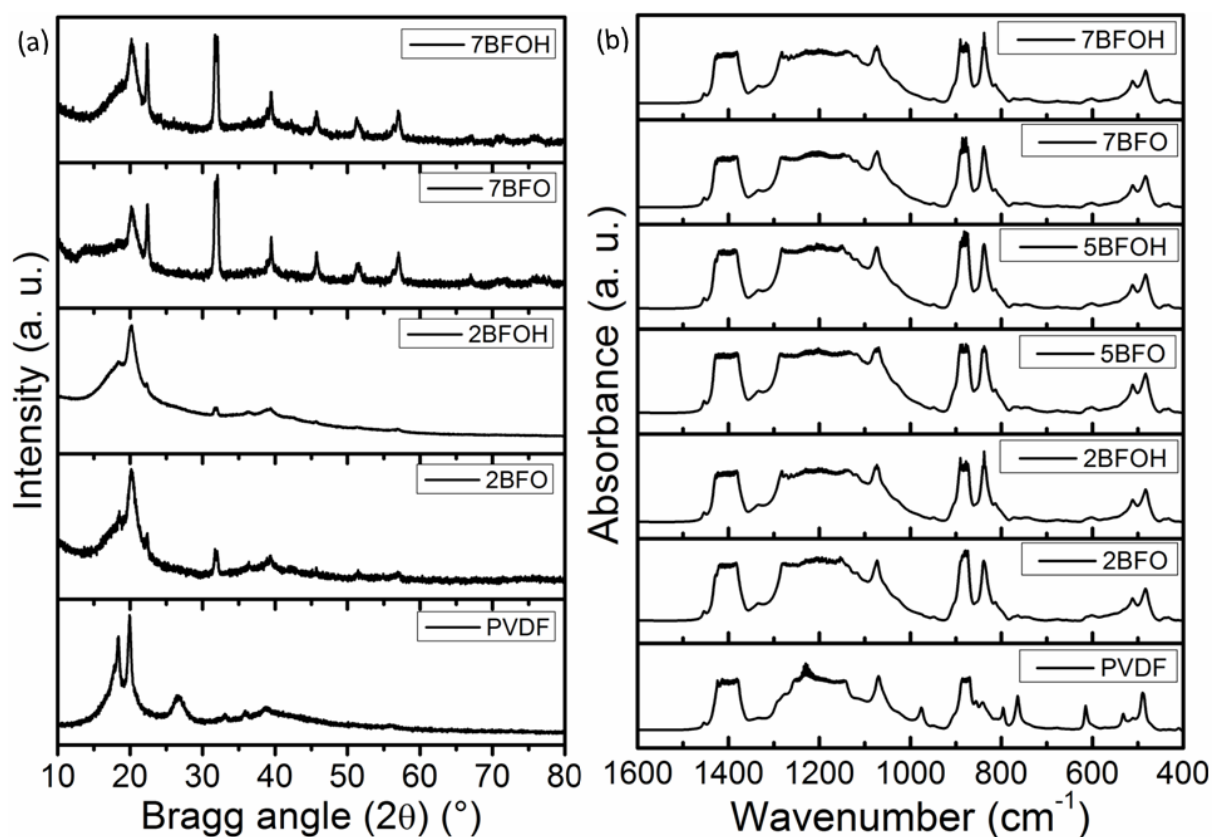 (a)
7BFOH
7BFO
2BFOH
2BFO
PVDF
Intensity (a. u.)
10 20 30 40 50 60 70 80
Bragg angle (2θ) (°)
(b)
7BFOH
7BFO
5BFOH
5BFO
2BFOH
2BFO
PVDF
Absorbance (a. u.)
1600 1400 1200 1000 800 600 400
Wavenumber (cm⁻¹)